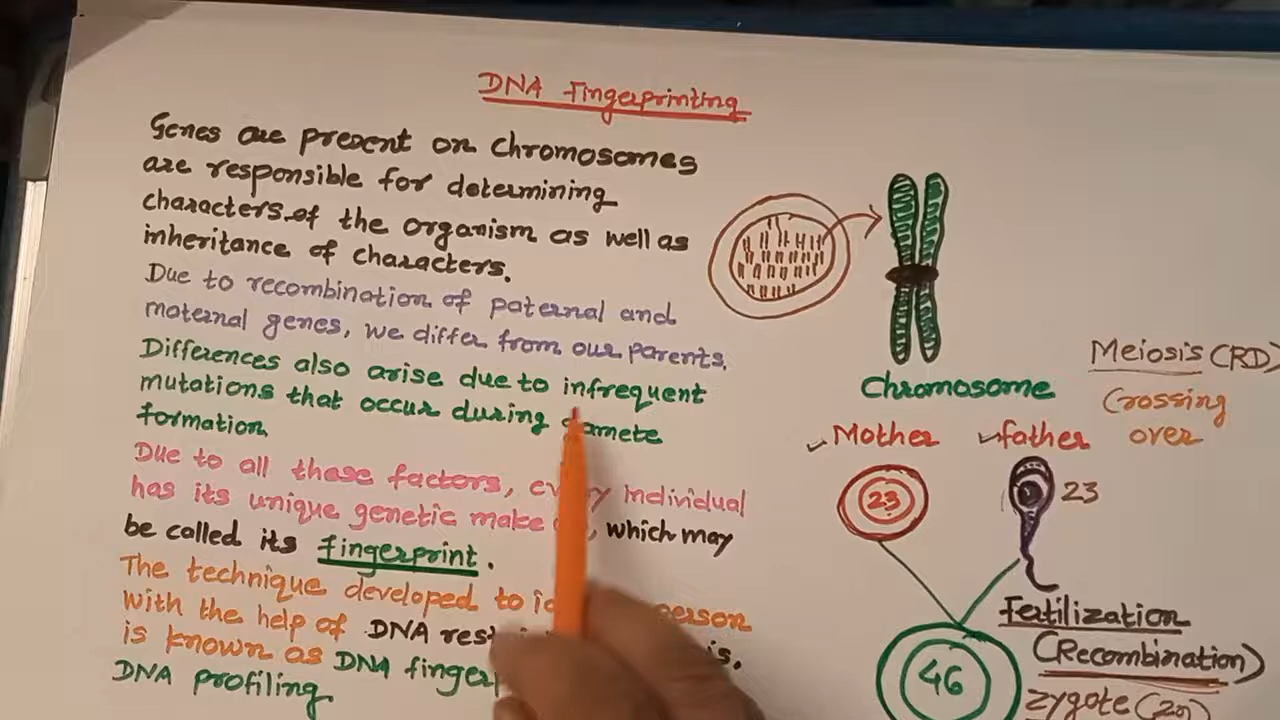 DNA Fingerprinting
Genes are present on Chromosomes
are responsible for determining
characters of the organism as well as
inheritance of characters.
Due to recombination of paternal and
maternal genes, we differ from our parents.
Differences also arise due to infrequent
mutations that occur during gamete
formation
Due to all these factors, every individual
has its unique genetic make , which may
be called its fingerprint.
The technique developed to person
with the help of DNA is.
is known as DNA
DNA profiling
Chromosome
Meiosis (RD)
Crossing
over
Mother
father
23
23
Fertilization
(Recombination)
46
zygote (2n)